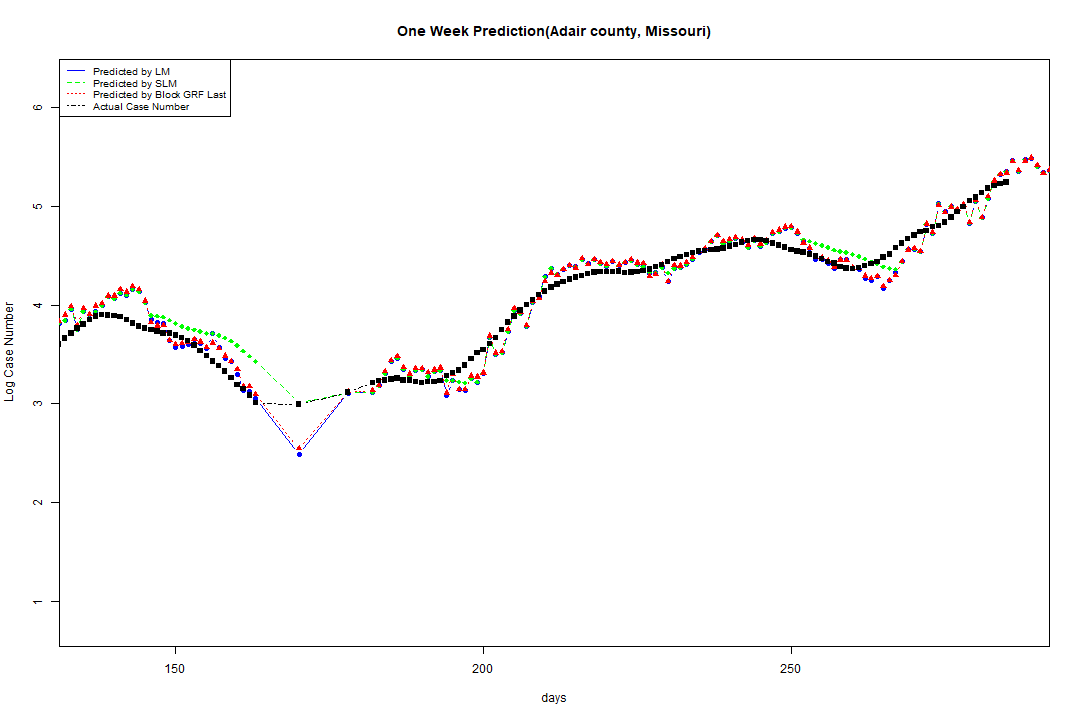 One Week Prediction(Adair county, Missouri)
Predicted by LM
Predicted by SLM
Predicted by Block GRF Last
Actual Case Number
Log Case Number
6
5
4
3
2
1
150
200
250
days